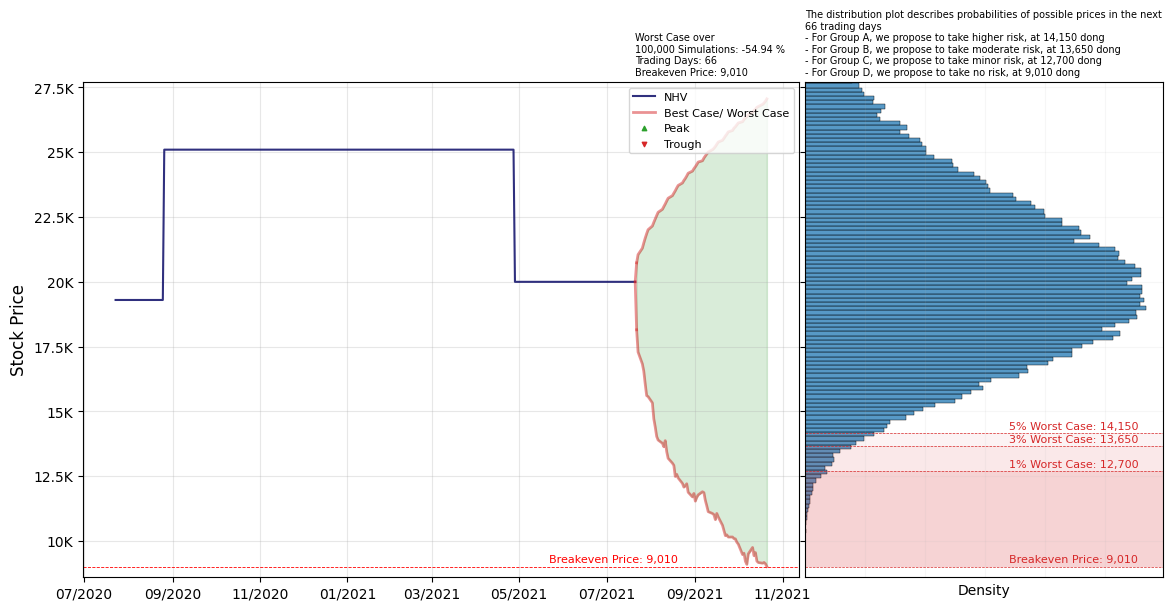 The distribution plot describes probabilities of possible prices in the next
66 trading days
- For Group A, we propose to take higher risk, at 14,150 dong
- For Group B, we propose to take moderate risk, at 13,650 dong
- For Group C, we propose to take minor risk, at 12,700 dong
- For Group D, we propose to take no risk, at 9,010 dong
Worst Case over
100,000 Simulations: -54.94 %
Trading Days: 66
Breakeven Price: 9,010
NHV
Best Case/ Worst Case
Peak
Trough
Stock Price
27.5K
25K
22.5K
20K
17.5K
15K
12.5K
10K
Breakeven Price: 9,010
07/2020
09/2020
11/2020
01/2021
03/2021
05/2021
07/2021
09/2021
11/2021
5% Worst Case: 14,150
3% Worst Case: 13,650
1% Worst Case: 12,700
Breakeven Price: 9,010
Density